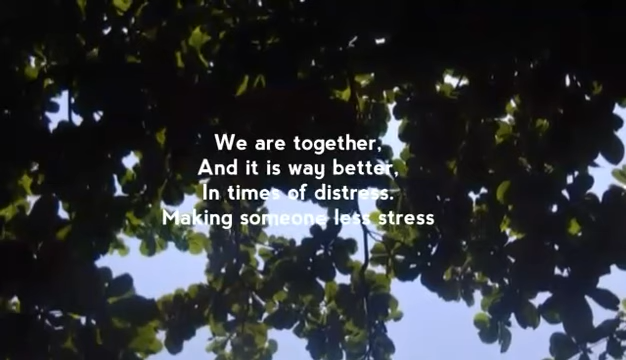 We are together,
And it is way better,
In times of distress.
Making someone less stress